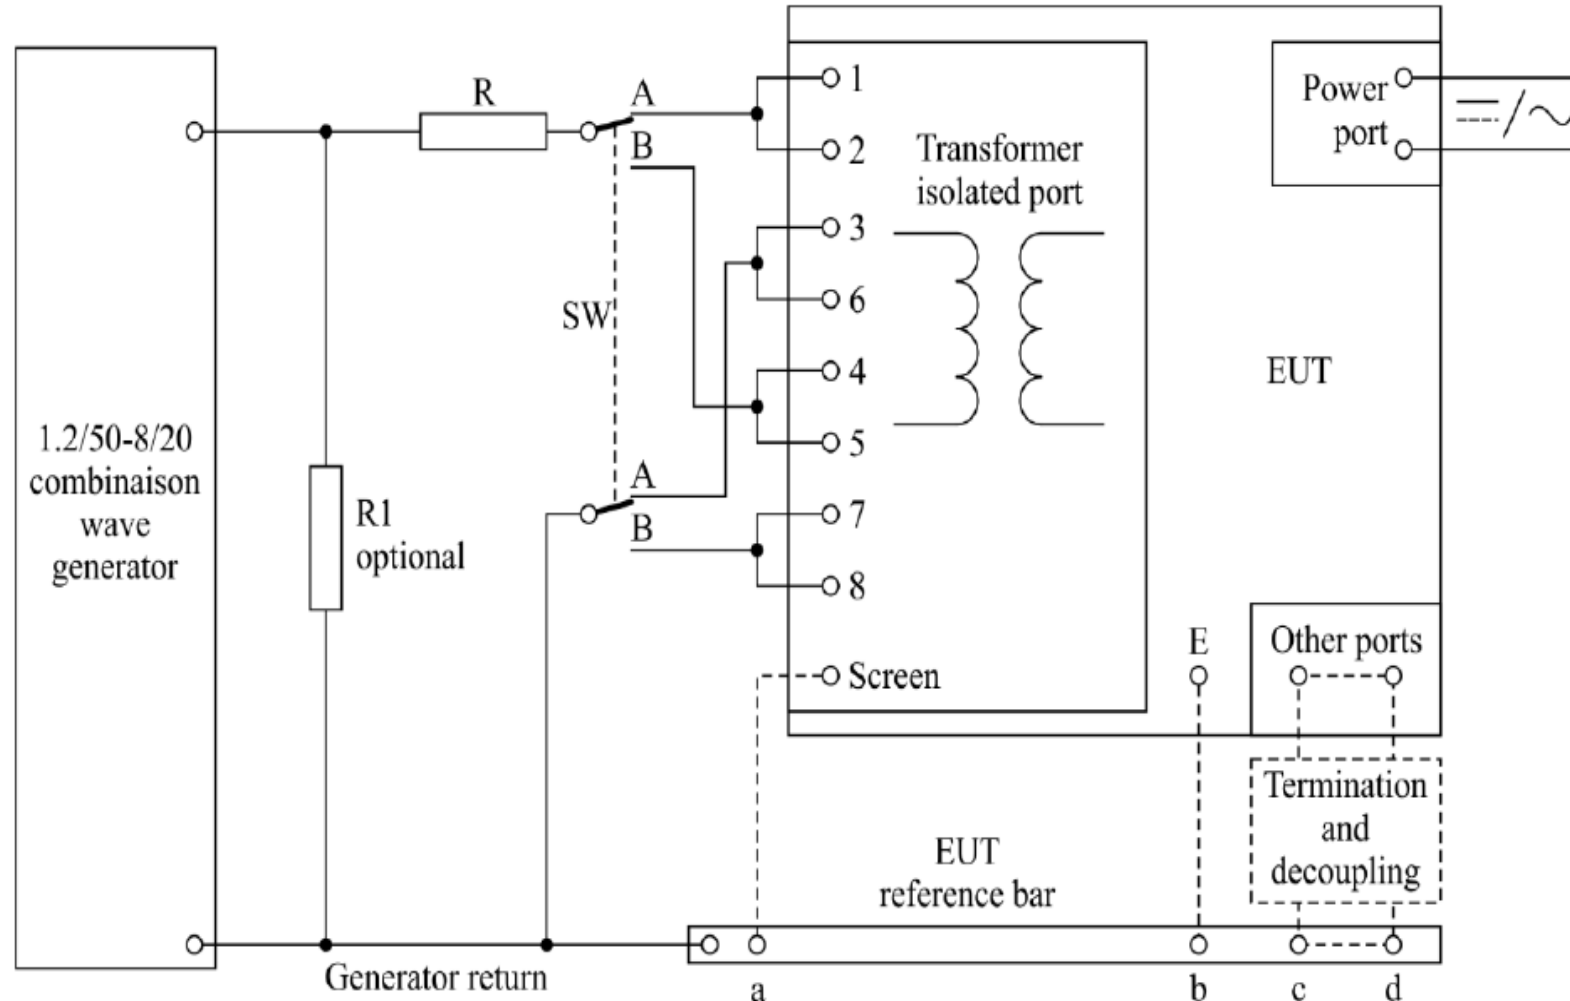 1.2/50-8/20
combinaison
wave
generator
R
R1
optional
SW
A
B
A
B
Generator return
1
2
3
6
4
5
7
8
Screen
Transformer
isolated port
Power
port
EUT
E
Other ports
Termination
and
decoupling
EUT
reference bar
a
b
c
d